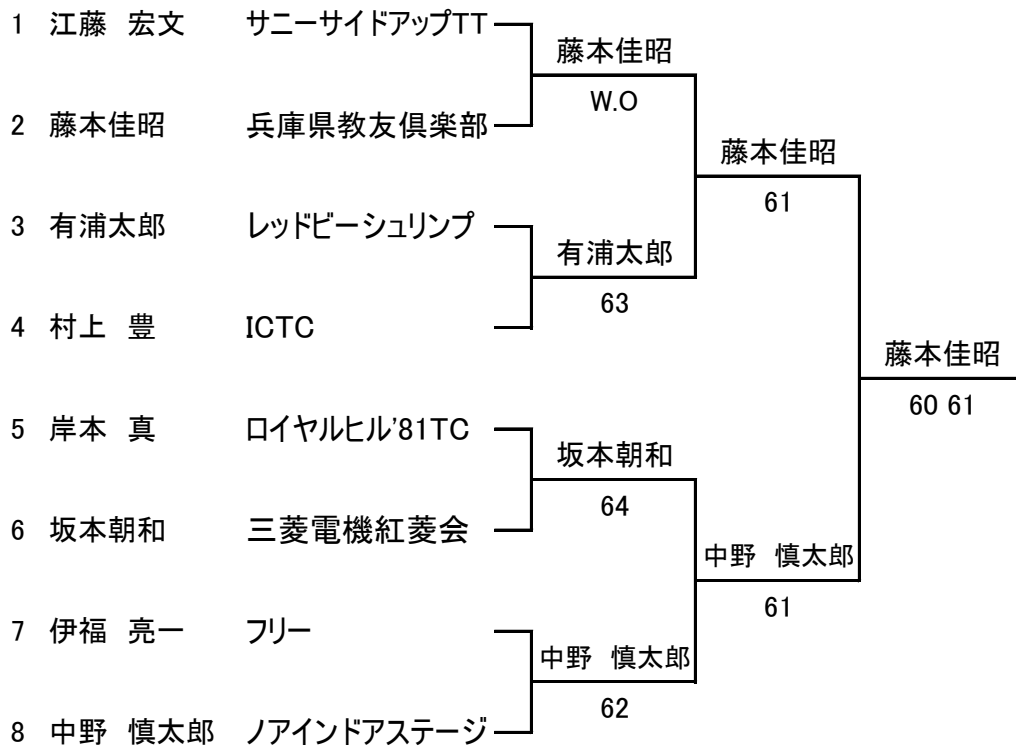 1 江藤　宏文 サニーサイドアップTT
藤本佳昭
W.O
2 藤本佳昭 兵庫県教友倶楽部
藤本佳昭
61
3 有浦太郎 レッドビーシュリンプ
有浦太郎
63
4 村上　豊 ICTC
藤本佳昭
60 61
5 岸本　真 ロイヤルヒル'81TC
坂本朝和
64
6 坂本朝和 三菱電機紅菱会
中野　慎太郎
61
7 伊福　亮一 フリー
中野　慎太郎
62
8 中野　慎太郎 ノアインドアステージ